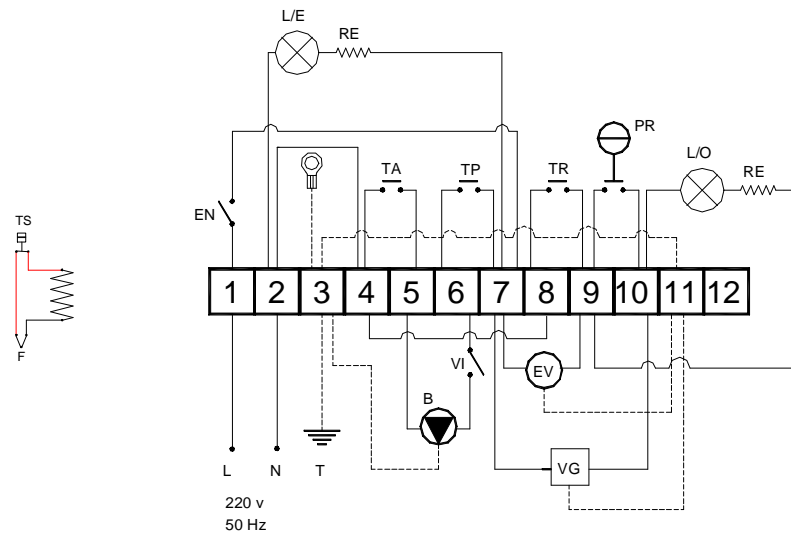 L/E
RE
PR
L/O
RE
TA
TP
TR
EN
TS
F
1 2 3 4 5 6 7 8 9 10 11 12
VI
EV
B
VG
L N T
220 v
50 Hz